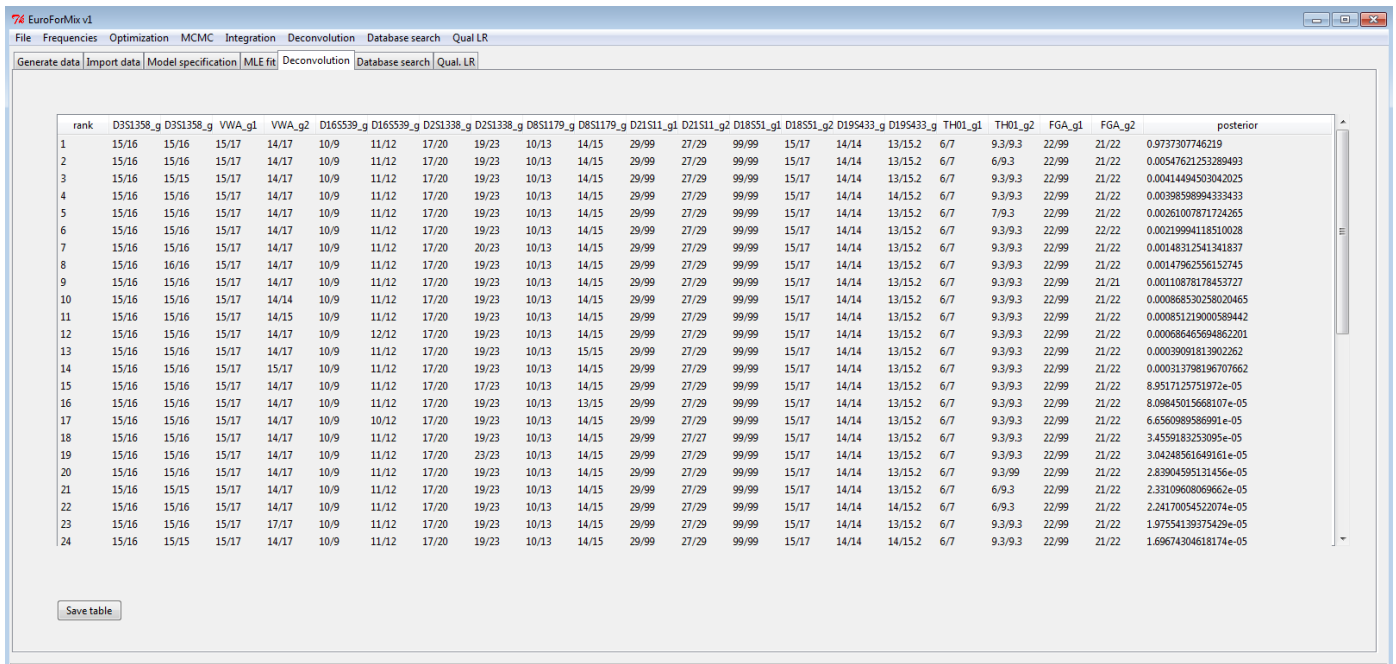 EuroForMix v1
File Frequencies Optimization MCMC Integration Deconvolution Database search Qual LR
Generate data Import data Model specification MLE fit Deconvolution Database search Qual. LR
rank D3S1358_g D3S1358_g VWA_g1 VWA_g2 D16S539_g D16S539_g D2S1338_g D2S1338_g D8S1179_g D8S1179_g D21S11_g1 D21S11_g2 D18S51_g1 D18S51_g2 D19S433_g D19S433_g TH01_g1 TH01_g2 FGA_g1 FGA_g2 posterior
1 15/16 15/16 15/17 14/17 10/9 11/12 17/20 19/23 10/13 14/15 29/99 27/29 99/99 15/17 14/14 13/15.2 6/7 9.3/9.3 22/99 21/22 0.9737307746219
2 15/16 15/16 15/17 14/17 10/9 11/12 17/20 19/23 10/13 14/15 29/99 27/29 99/99 15/17 14/14 13/15.2 6/7 6/9.3 22/99 21/22 0.00547621253289493
3 15/16 15/15 15/17 14/17 10/9 11/12 17/20 19/23 10/13 14/15 29/99 27/29 99/99 15/17 14/14 13/15.2 6/7 9.3/9.3 22/99 21/22 0.00414494503042025
4 15/16 15/16 15/17 14/17 10/9 11/12 17/20 19/23 10/13 14/15 29/99 27/29 99/99 15/17 14/14 14/15.2 6/7 9.3/9.3 22/99 21/22 0.00398598994333433
5 15/16 15/16 15/17 14/17 10/9 11/12 17/20 19/23 10/13 14/15 29/99 27/29 99/99 15/17 14/14 13/15.2 6/7 7/9.3 22/99 21/22 0.00261007871724265
6 15/16 15/16 15/17 14/17 10/9 11/12 17/20 19/23 10/13 14/15 29/99 27/29 99/99 15/17 14/14 13/15.2 6/7 9.3/9.3 22/99 22/22 0.00219994118510028
7 15/16 15/16 15/17 14/17 10/9 11/12 17/20 20/23 10/13 14/15 29/99 27/29 99/99 15/17 14/14 13/15.2 6/7 9.3/9.3 22/99 21/22 0.00148312541341837
8 15/16 16/16 15/17 14/17 10/9 11/12 17/20 19/23 10/13 14/15 29/99 27/29 99/99 15/17 14/14 13/15.2 6/7 9.3/9.3 22/99 21/22 0.00147962556152745
9 15/16 15/16 15/17 14/17 10/9 11/12 17/20 19/23 10/13 14/15 29/99 27/29 99/99 15/17 14/14 13/15.2 6/7 9.3/9.3 22/99 21/21 0.00110878178453727
10 15/16 15/16 15/17 14/14 10/9 11/12 17/20 19/23 10/13 14/15 29/99 27/29 99/99 15/17 14/14 13/15.2 6/7 9.3/9.3 22/99 21/22 0.000868530258020465
11 15/16 15/16 15/17 14/15 10/9 11/12 17/20 19/23 10/13 14/15 29/99 27/29 99/99 15/17 14/14 13/15.2 6/7 9.3/9.3 22/99 21/22 0.000851219000589442
12 15/16 15/16 15/17 14/17 10/9 12/12 17/20 19/23 10/13 14/15 29/99 27/29 99/99 15/17 14/14 13/15.2 6/7 9.3/9.3 22/99 21/22 0.000686465694862201
13 15/16 15/16 15/17 14/17 10/9 11/12 17/20 19/23 10/13 15/15 29/99 27/29 99/99 15/17 14/14 13/15.2 6/7 9.3/9.3 22/99 21/22 0.00039091813902262
14 15/16 15/16 15/17 15/17 10/9 11/12 17/20 19/23 10/13 14/15 29/99 27/29 99/99 15/17 14/14 13/15.2 6/7 9.3/9.3 22/99 21/22 0.000313798196707662
15 15/16 15/16 15/17 14/17 10/9 11/12 17/20 17/23 10/13 14/15 29/99 27/29 99/99 15/17 14/14 13/15.2 6/7 9.3/9.3 22/99 21/22 8.9517125751972e-05
16 15/16 15/16 15/17 14/17 10/9 11/12 17/20 19/23 10/13 13/15 29/99 27/29 99/99 15/17 14/14 13/15.2 6/7 9.3/9.3 22/99 21/22 8.09845015668107e-05
17 15/16 15/16 15/17 14/17 10/9 10/12 17/20 19/23 10/13 14/15 29/99 27/29 99/99 15/17 14/14 13/15.2 6/7 9.3/9.3 22/99 21/22 6.6560989586991e-05
18 15/16 15/16 15/17 14/17 10/9 11/12 17/20 19/23 10/13 14/15 29/99 27/27 99/99 15/17 14/14 13/15.2 6/7 9.3/9.3 22/99 21/22 3.4559183253095e-05
19 15/16 15/16 15/17 14/17 10/9 11/12 17/20 23/23 10/13 14/15 29/99 27/29 99/99 15/17 14/14 13/15.2 6/7 9.3/9.3 22/99 21/22 3.04248561649161e-05
20 15/16 15/16 15/17 14/17 10/9 11/12 17/20 19/23 10/13 14/15 29/99 27/29 99/99 15/17 14/14 13/15.2 6/7 9.3/99 22/99 21/22 2.83904595131456e-05
21 15/16 15/15 15/17 14/17 10/9 11/12 17/20 19/23 10/13 14/15 29/99 27/29 99/99 15/17 14/14 13/15.2 6/7 6/9.3 22/99 21/22 2.33109608069662e-05
22 15/16 15/16 15/17 14/17 10/9 11/12 17/20 19/23 10/13 14/15 29/99 27/29 99/99 15/17 14/14 14/15.2 6/7 6/9.3 22/99 21/22 2.24170054522074e-05
23 15/16 15/16 15/17 17/17 10/9 11/12 17/20 19/23 10/13 14/15 29/99 27/29 99/99 15/17 14/14 13/15.2 6/7 9.3/9.3 22/99 21/22 1.97554139375429e-05
24 15/16 15/15 15/17 14/17 10/9 11/12 17/20 19/23 10/13 14/15 29/99 27/29 99/99 15/17 14/14 14/15.2 6/7 9.3/9.3 22/99 21/22 1.69674304618174e-05
Save table